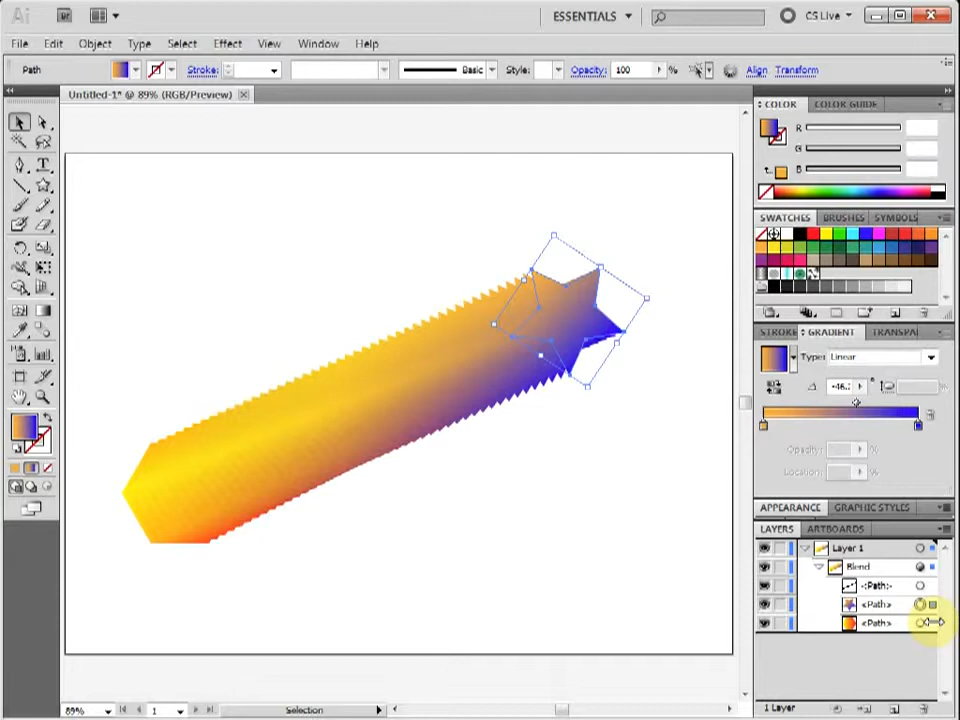 Ai Br ESSENTIALS CS Live
File Edit Object Type Select Effect View Window Help
Path Stroke: Basic Style: Opacity: 100 % Align Transform
Untitled-1* @ 89% (RGB/Preview)
COLOR COLOR GUIDE
R
G
B
SWATCHES BRUSHES SYMBOLS
STROKE GRADIENT TRANSPA
Type: Linear
Opacity: %
Location: %
APPEARANCE GRAPHIC STYLES
LAYERS ARTBOARDS
Layer 1
Blend
<Path>
<Path>
<Path>
89% 1 Selection 1 Layer